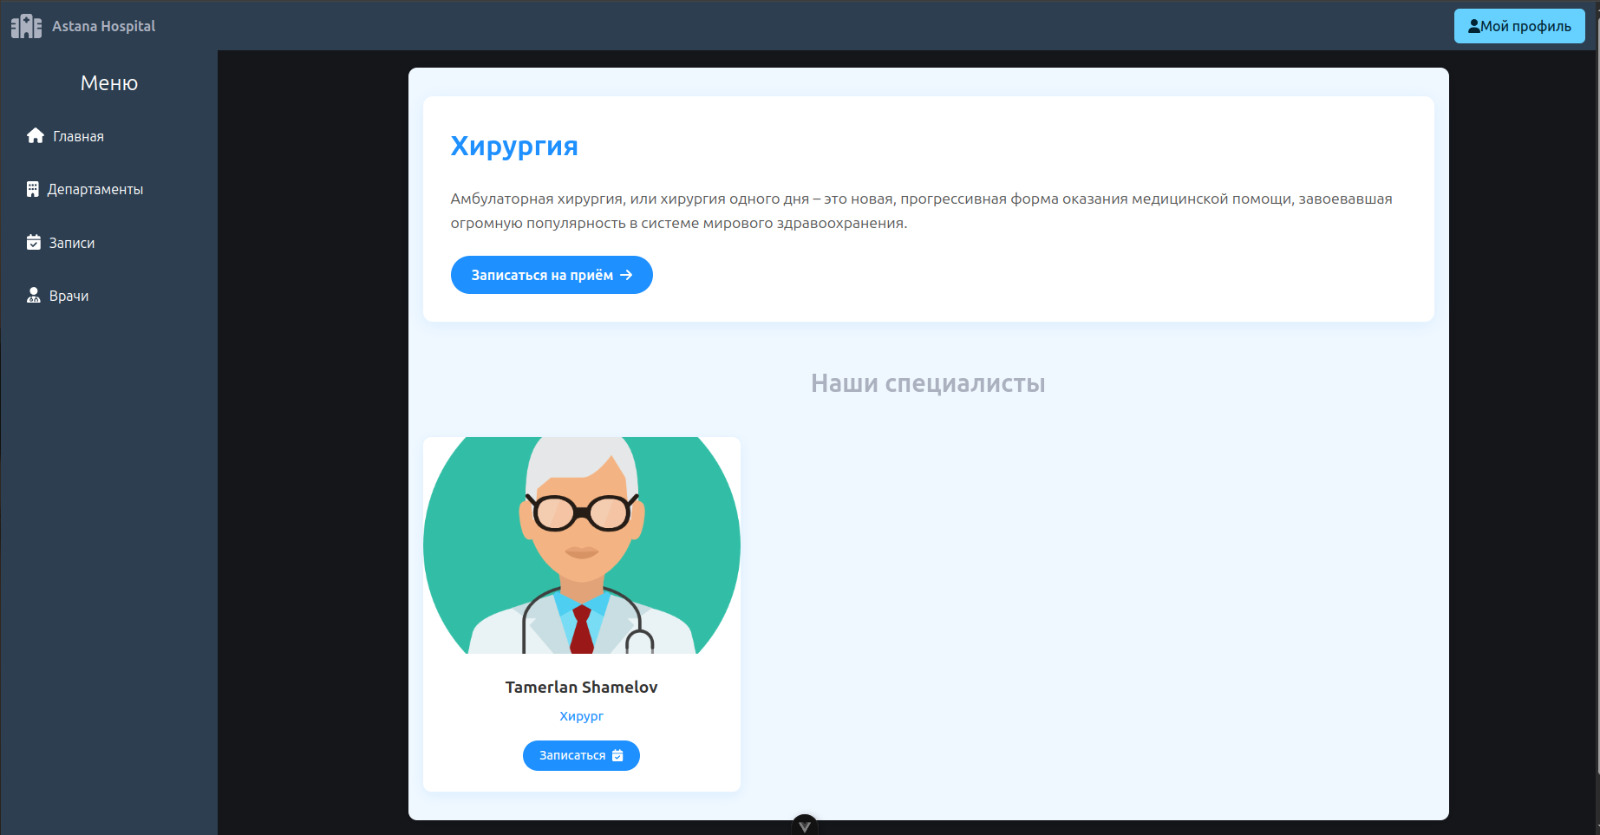 Astana Hospital
Мой профиль
Меню
Главная
Департаменты
Записи
Врачи
Хирургия
Амбулаторная хирургия, или хирургия одного дня – это новая, прогрессивная форма оказания медицинской помощи, завоевавшая
огромную популярность в системе мирового здравоохранения.
Записаться на приём
Наши специалисты
Tamerlan Shamelov
Хирург
Записаться